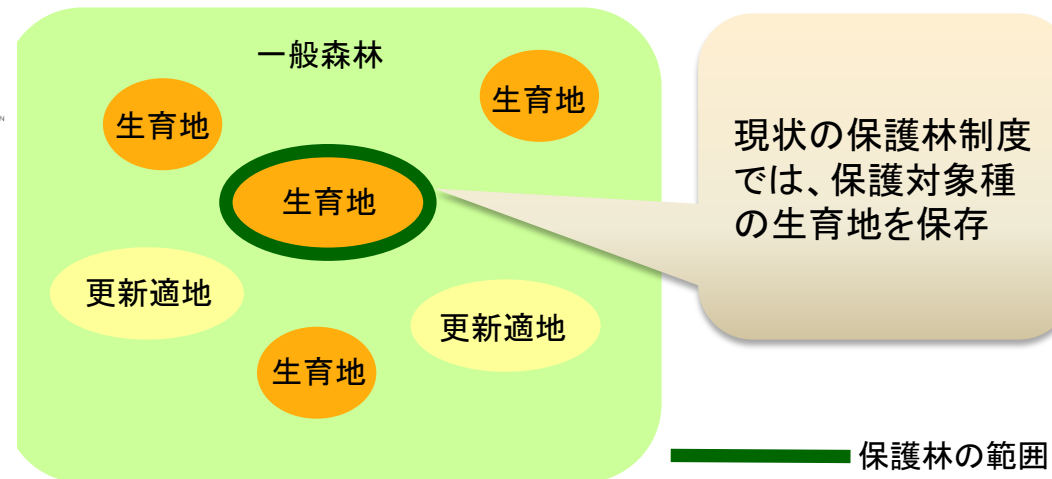 一般森林
生育地
生育地
生育地
更新適地
更新適地
生育地
現状の保護林制度
では、保護対象種
の生育地を保存
保護林の範囲